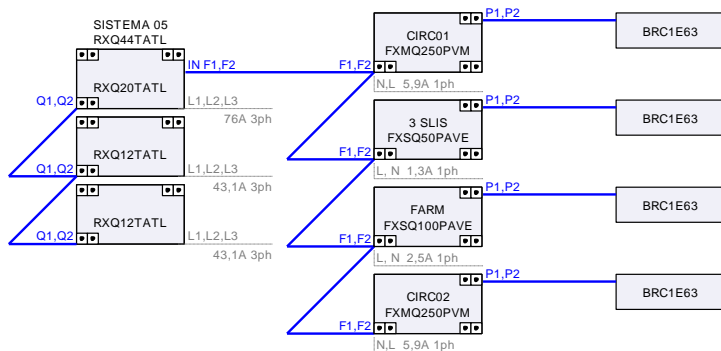 SISTEMA 05
RXQ44TATL
RXQ20TATL
IN F1,F2
Q1,Q2
L1,L2,L3
76A 3ph
RXQ12TATL
Q1,Q2
L1,L2,L3
43,1A 3ph
RXQ12TATL
Q1,Q2
L1,L2,L3
43,1A 3ph
CIRC01
FXMQ250PVM
P1,P2
BRC1E63
F1,F2
N,L 5,9A 1ph
3 SLIS
FXSQ50PAVE
P1,P2
BRC1E63
F1,F2
L, N 1,3A 1ph
FARM
FXSQ100PAVE
P1,P2
BRC1E63
F1,F2
L, N 2,5A 1ph
CIRC02
FXMQ250PVM
P1,P2
BRC1E63
F1,F2
N,L 5,9A 1ph